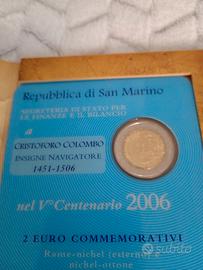 Repubblica di San Marino
SEGRETERIA DI STATO PER
LE FINANZE E IL BILANCIO
a
CRISTOFORO COLOMBO
INSIGNE NAVIGATORE
1451-1506
nel V° Centenario 2006
2 EURO COMMEMORATIVI
Rame-nichel (esterno) e
nichel-ottone
subito